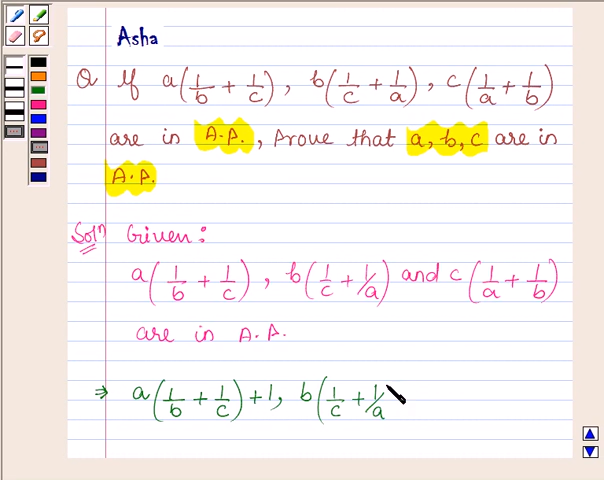 Asha
Q If a(1/b + 1/c), b(1/c + 1/a), c(1/a + 1/b)
are in A.P., Prove that a, b, c are in
A.P.
Solⁿ Given:
a(1/b + 1/c), b(1/c + 1/a) and c(1/a + 1/b)
are in A.P.
⇒ a(1/b + 1/c) + 1, b(1/c + 1/a